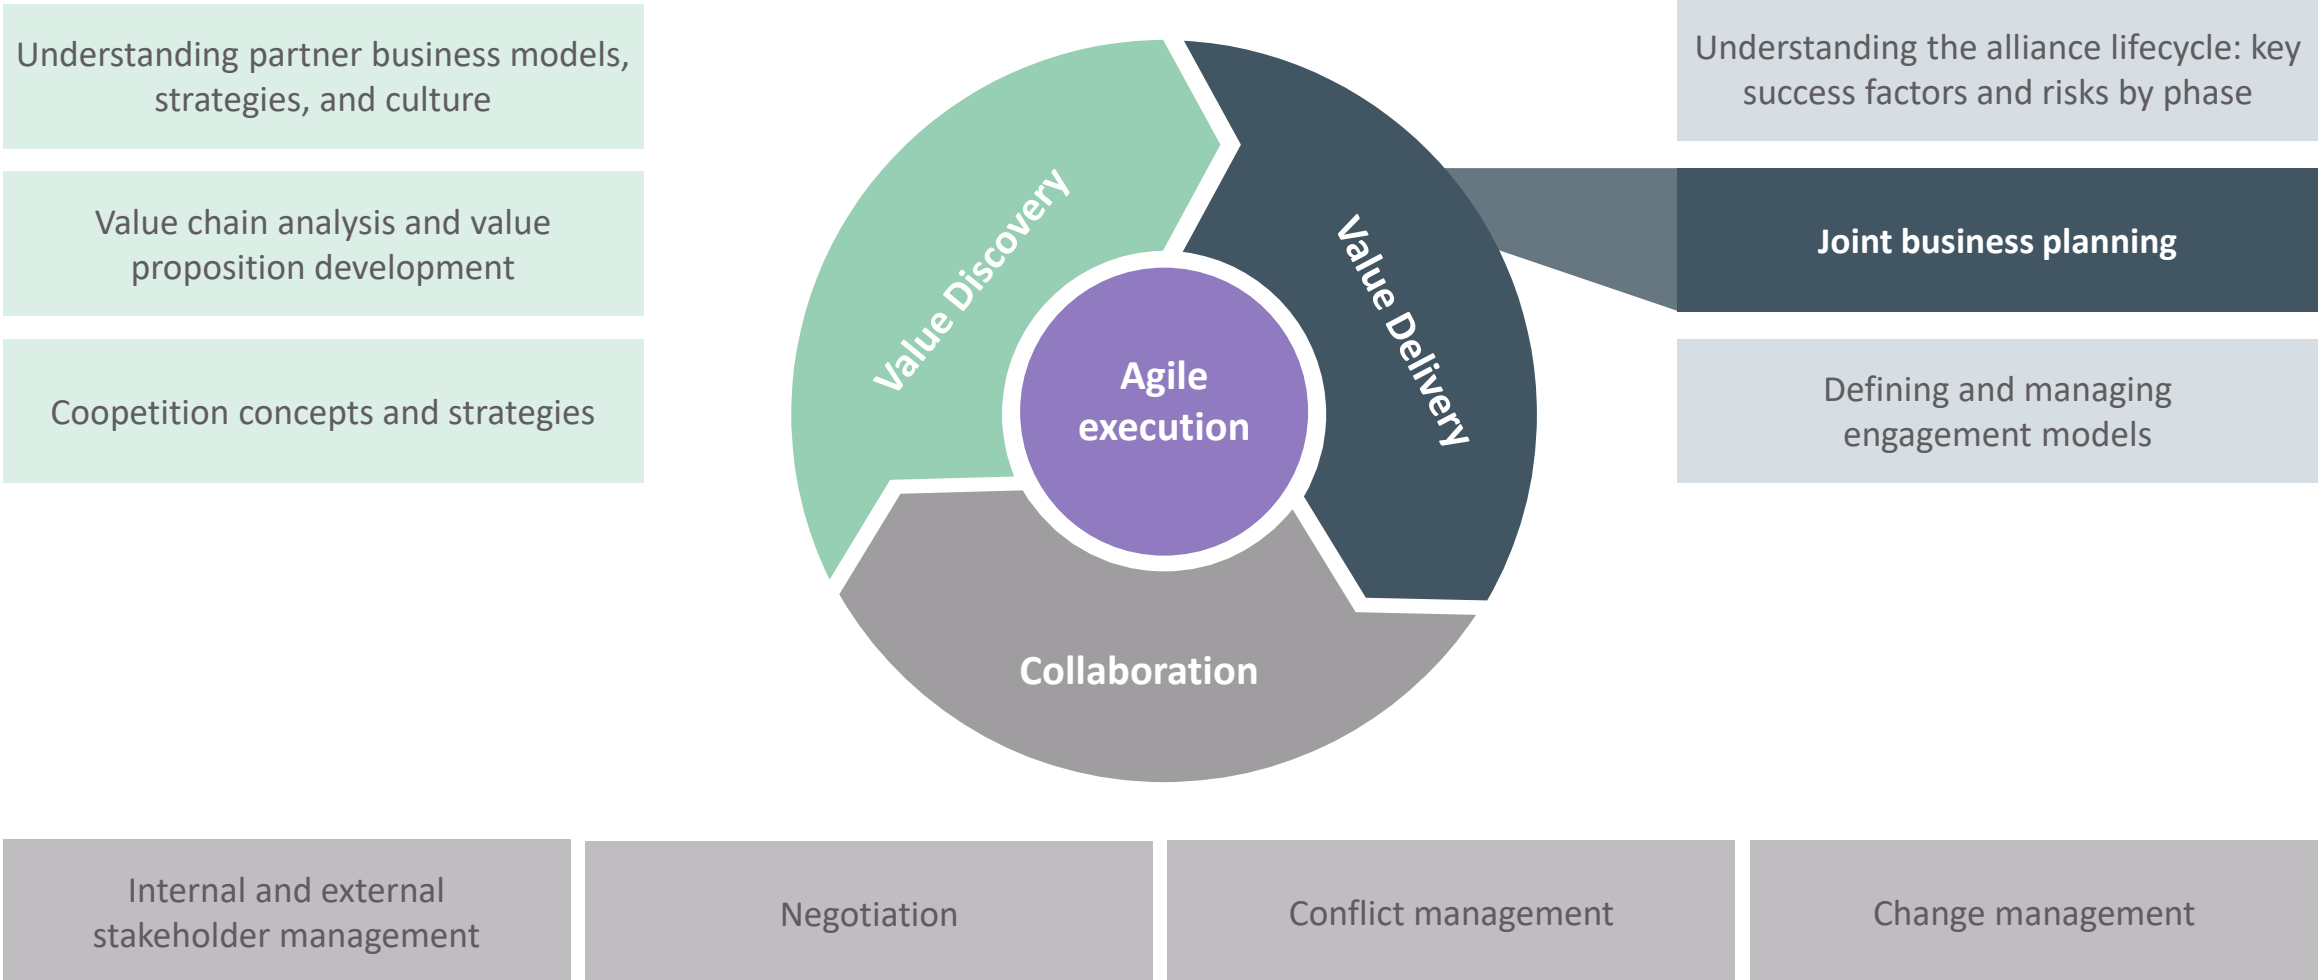 Understanding partner business models,
strategies, and culture
Value chain analysis and value
proposition development
Coopetition concepts and strategies
Value Discovery
Value Delivery
Agile
execution
Collaboration
Understanding the alliance lifecycle: key
success factors and risks by phase
Joint business planning
Defining and managing
engagement models
Internal and external
stakeholder management
Negotiation
Conflict management
Change management